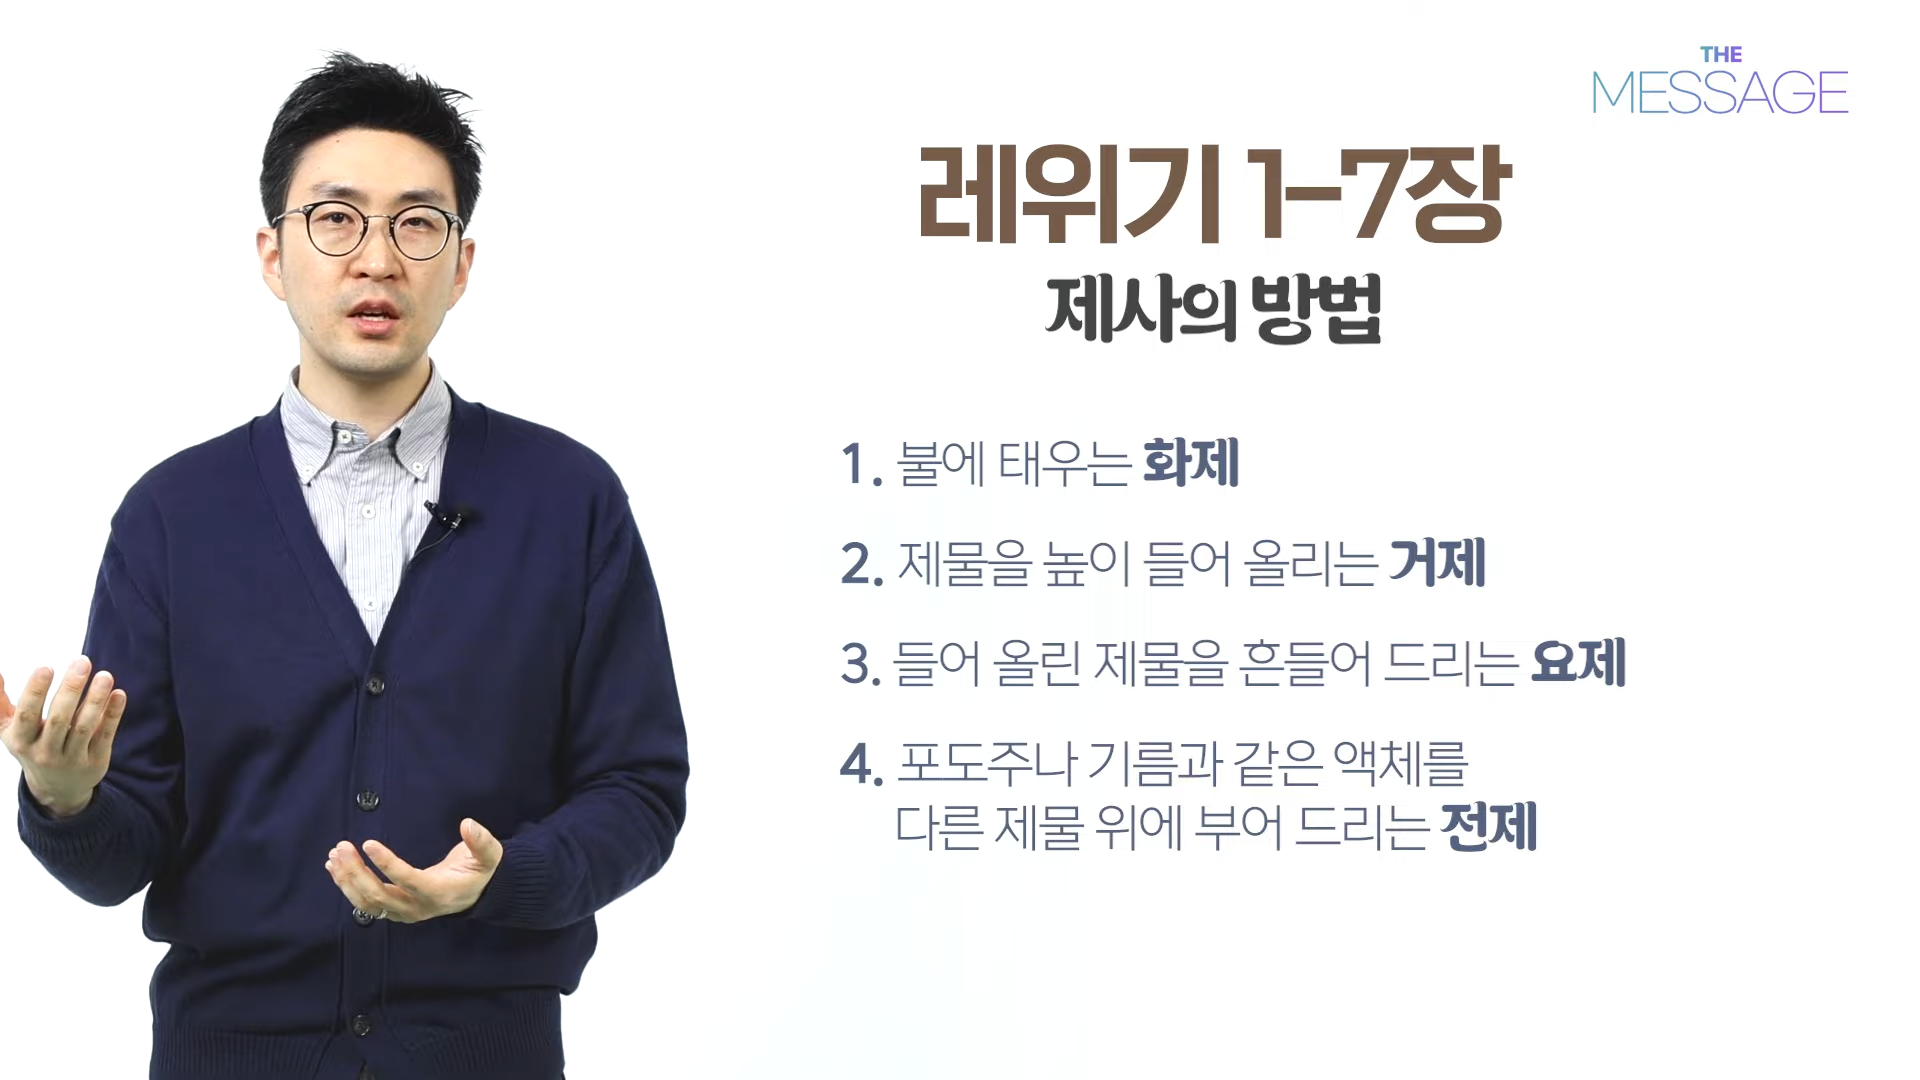 THE
MESSAGE
레위기 1-7장
제사의 방법
1. 불에 태우는 화제
2. 제물을 높이 들어 올리는 거제
3. 들어 올린 제물을 흔들어 드리는 요제
4. 포도주나 기름과 같은 액체를
다른 제물 위에 부어 드리는 전제